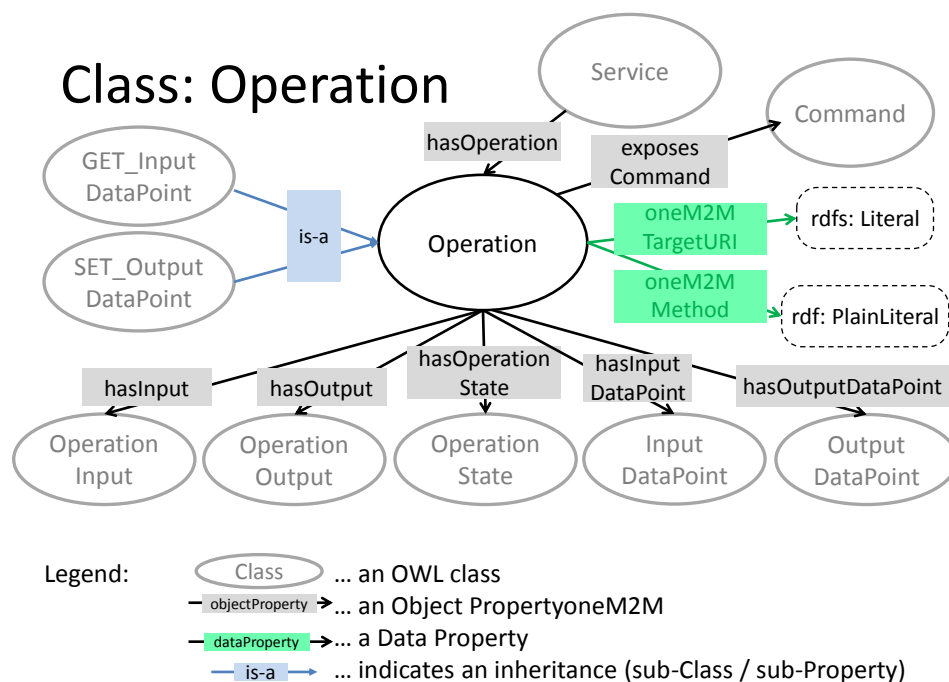 Class: Operation
Service
Command
GET_Input
DataPoint
hasOperation
exposes
Command
is-a
Operation
oneM2M
TargetURI
rdfs: Literal
SET_Output
DataPoint
oneM2M
Method
rdf: PlainLiteral
hasInput
hasOutput
hasOperation
State
hasInput
DataPoint
hasOutputDataPoint
Operation
Input
Operation
Output
Operation
State
Input
DataPoint
Output
DataPoint
Legend:
Class
... an OWL class
objectProperty
... an Object PropertyoneM2M
dataProperty
... a Data Property
is-a
... indicates an inheritance (sub-Class / sub-Property)